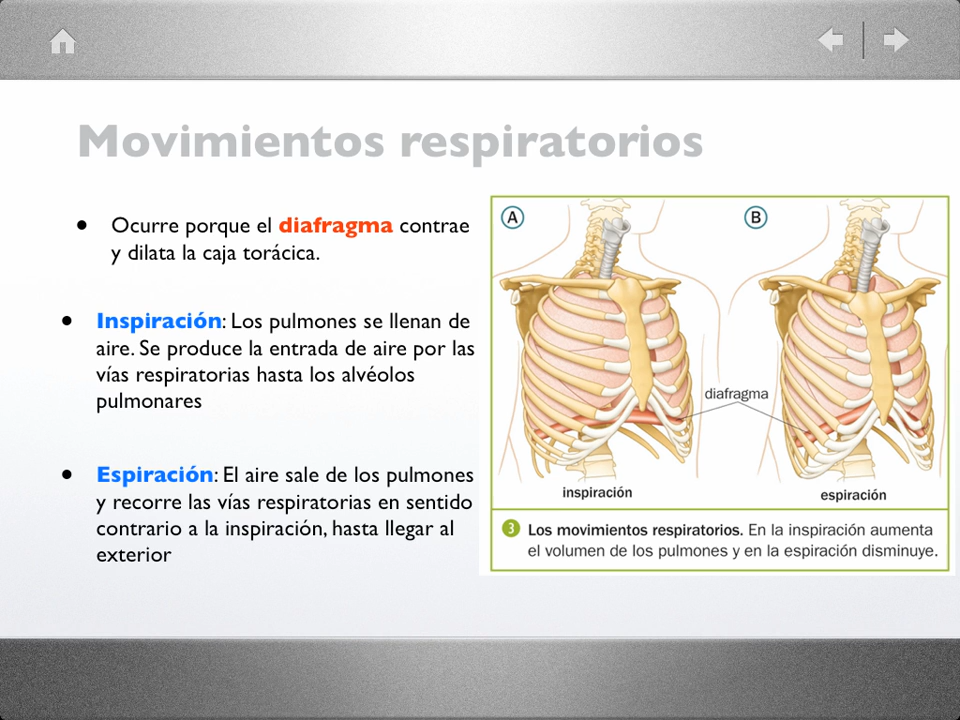 Movimientos respiratorios
• Ocurre porque el diafragma contrae
y dilata la caja torácica.
• Inspiración: Los pulmones se llenan de
aire. Se produce la entrada de aire por las
vías respiratorias hasta los alvéolos
pulmonares
• Espiración: El aire sale de los pulmones
y recorre las vías respiratorias en sentido
contrario a la inspiración, hasta llegar al
exterior
A
B
diafragma
inspiración
espiración
3 Los movimientos respiratorios. En la inspiración aumenta
el volumen de los pulmones y en la espiración disminuye.